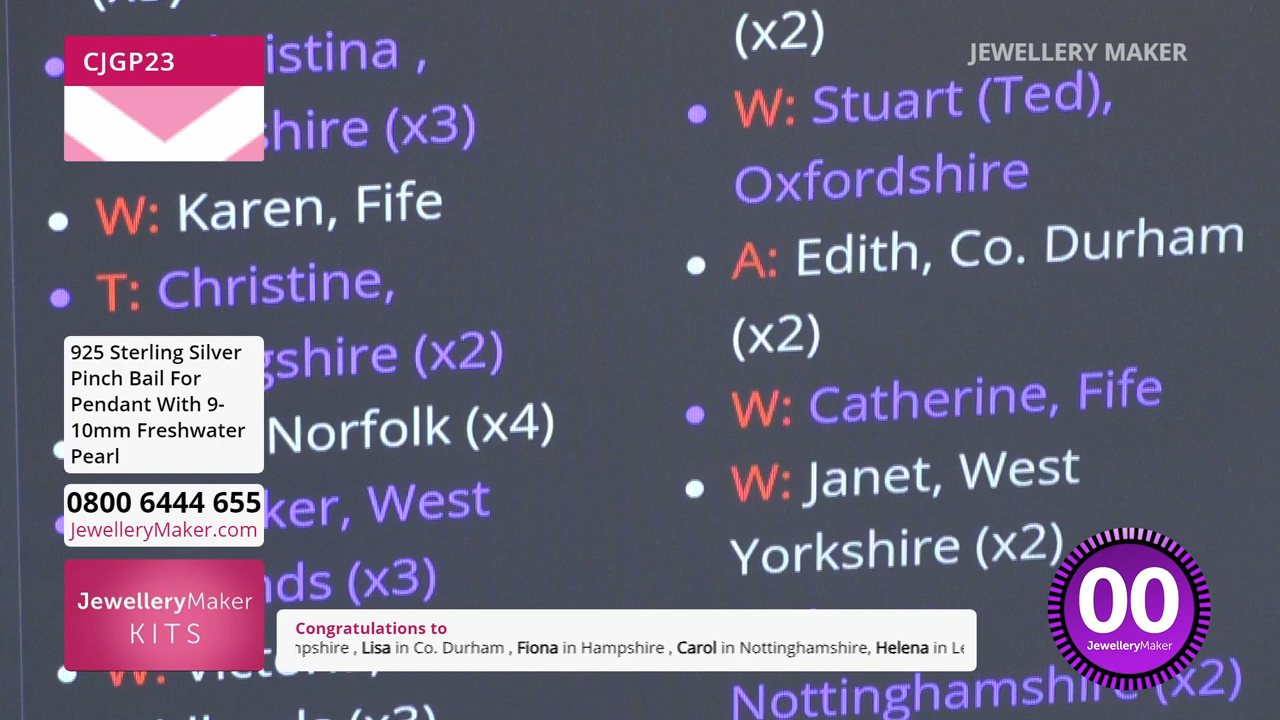 (x2)
CJGP23
istina ,
JEWELLERY MAKER
W: Stuart (Ted),
shire (x3)
Oxfordshire
W: Karen, Fife
A: Edith, Co. Durham
T: Christine,
(x2)
gshire (x2)
925 Sterling Silver
Pinch Bail For
Pendant With 9-
10mm Freshwater
Pearl
W: Catherine, Fife
Norfolk (x4)
W: Janet, West
0800 6444 655
JewelleryMaker.com
ker, West
Yorkshire (x2)
nds (x3)
JewelleryMaker
KITS
Congratulations to
npshire , Lisa in Co. Durham , Fiona in Hampshire , Carol in Nottinghamshire, Helena in Le
00
JewelleryMaker
W:
Nottinghamshire (x2)